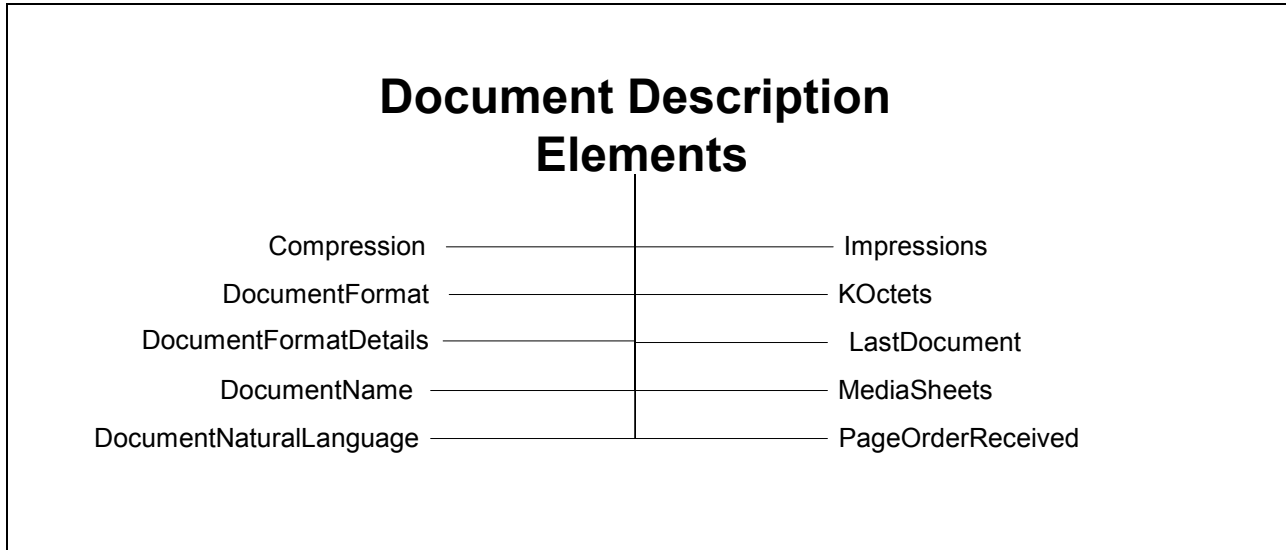 Document Description
Elements
Compression
Impressions
DocumentFormat
KOctets
DocumentFormatDetails
LastDocument
DocumentName
MediaSheets
DocumentNaturalLanguage
PageOrderReceived